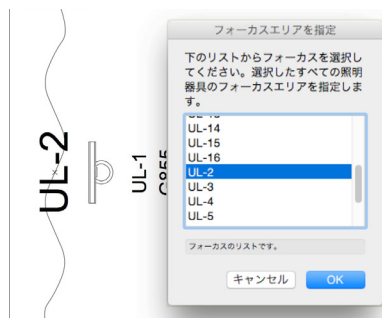 UL-2
UL-1
フォーカスエリアを指定
下のリストからフォーカスを選択し
てください。選択したすべての照明
器具のフォーカスエリアを指定しま
す。
UL-14
UL-15
UL-16
UL-2
UL-3
UL-4
UL-5
フォーカスのリストです。
キャンセル
OK